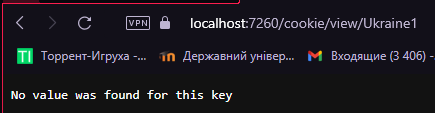 VPN localhost:7260/cookie/view/Ukraine1
TI Торрент-Игруха -... Державний універ... Входящие (3 406) -...
No value was found for this key